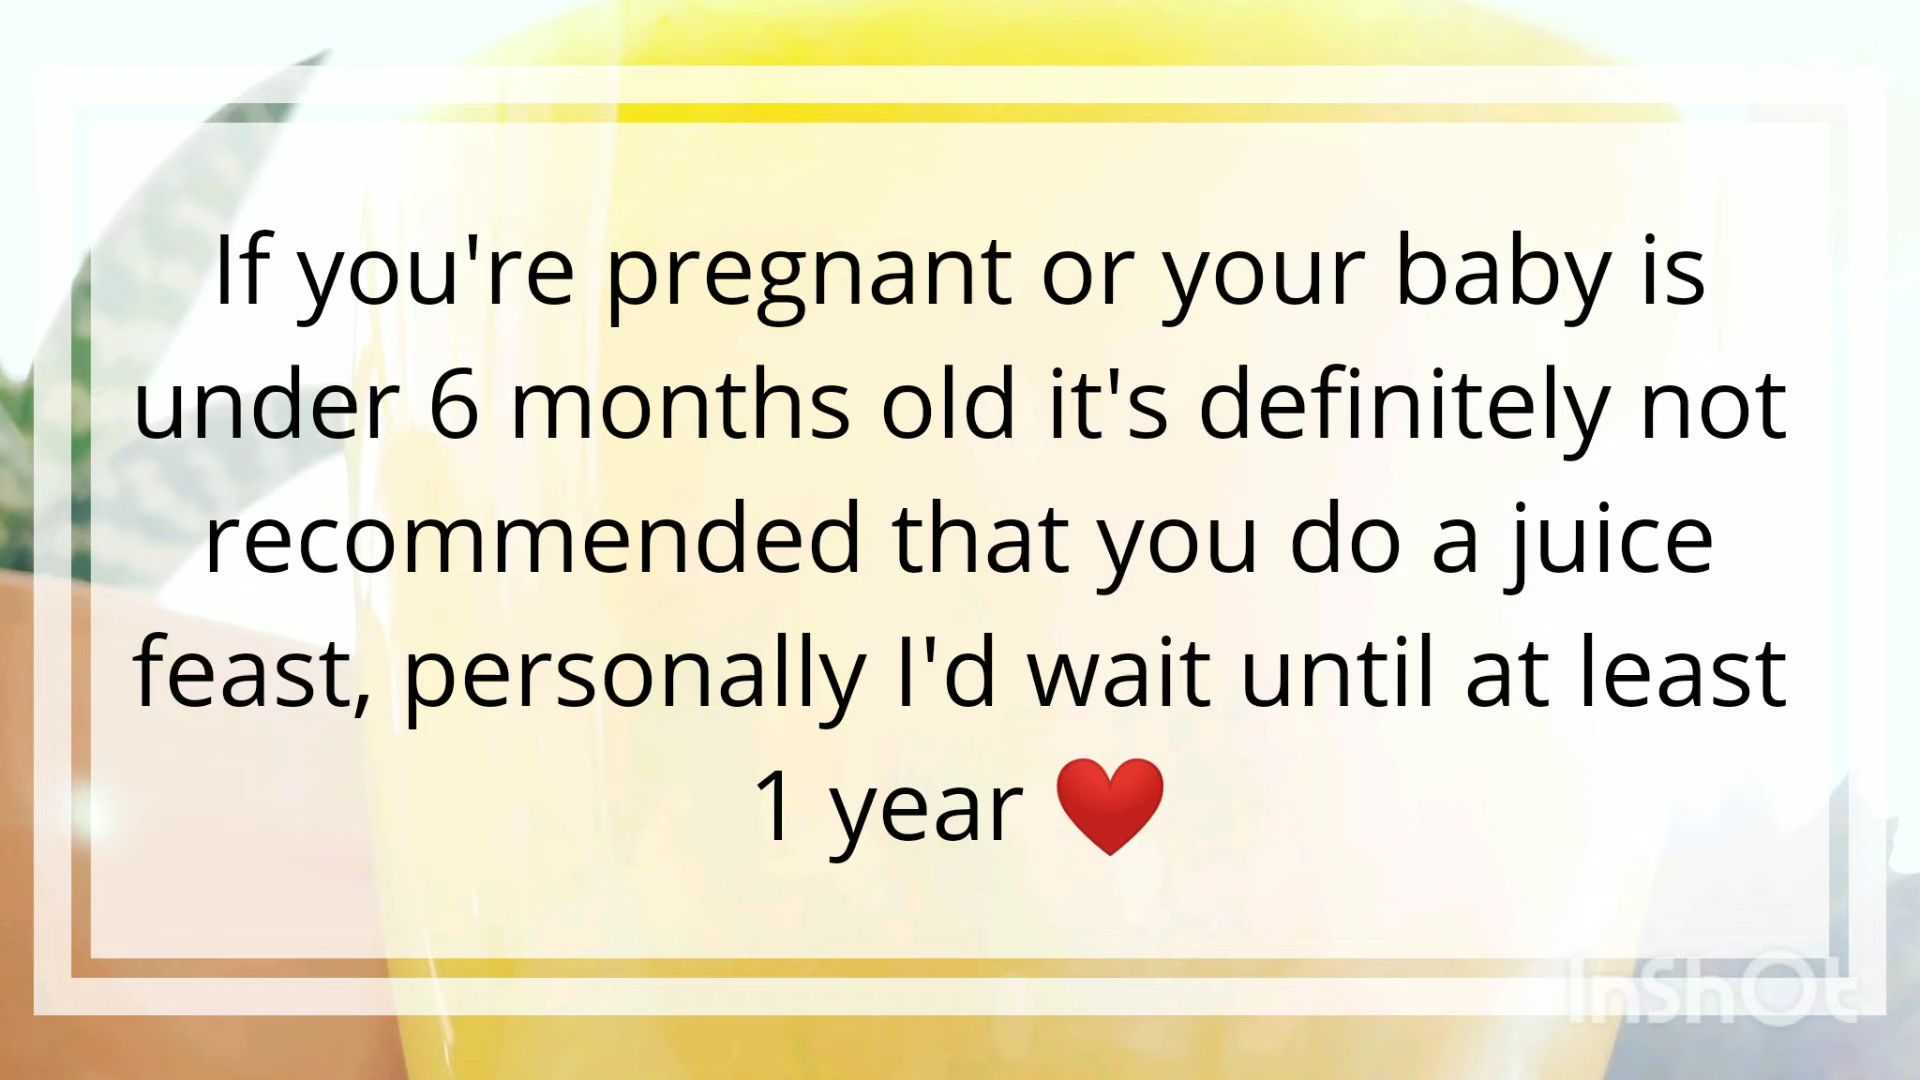 If you're pregnant or your baby is
under 6 months old it's definitely not
recommended that you do a juice
feast, personally I'd wait until at least
1 year ❤️
InShOt